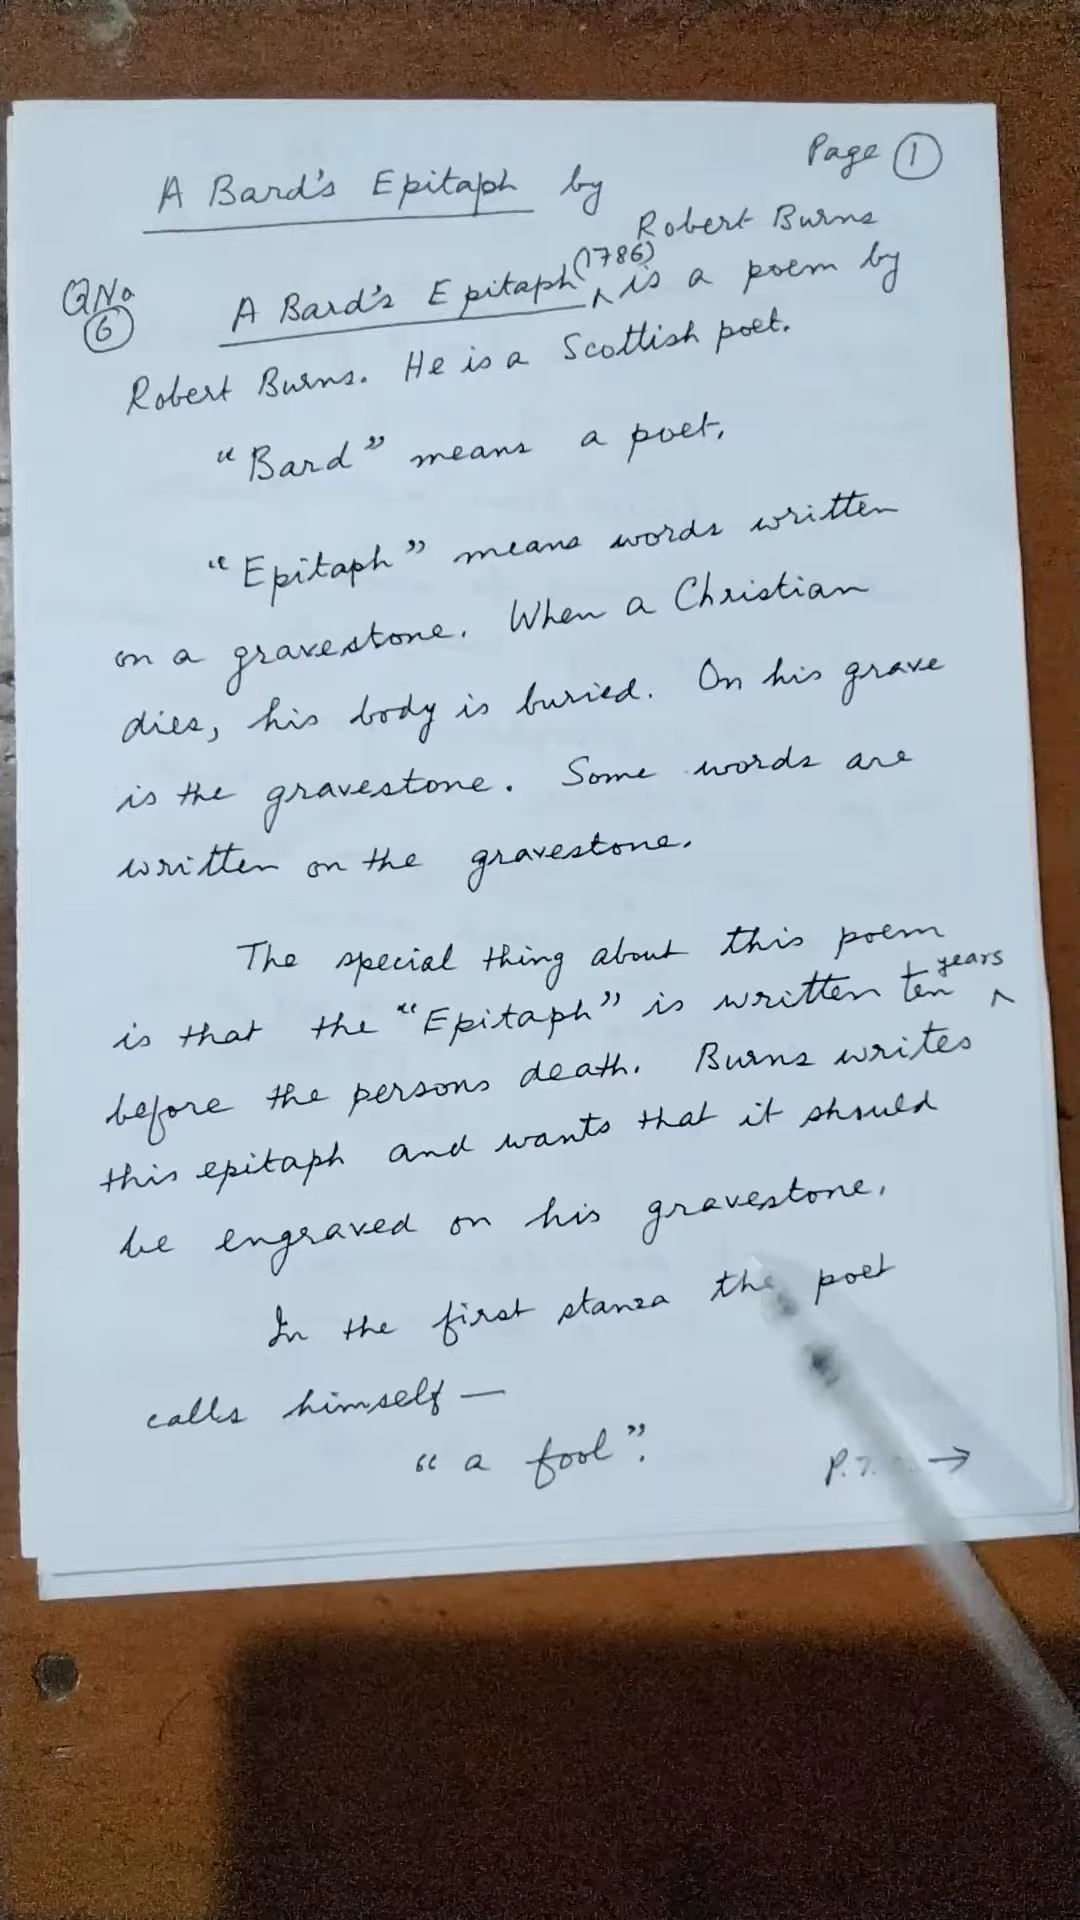 Page 1
A Bard's Epitaph by
Robert Burns
QNo 6
A Bard's Epitaph (1786) is a poem by
Robert Burns. He is a Scottish poet.
"Bard" means a poet.
"Epitaph" means words written
on a gravestone. When a Christian
dies, his body is buried. On his grave
is the gravestone. Some words are
written on the gravestone.
The special thing about this poem
is that the "Epitaph" is written ten years
before the persons death. Burns writes
this epitaph and wants that it should
be engraved on his gravestone.
In the first stanza the poet
calls himself —
"a fool".
P.T. →